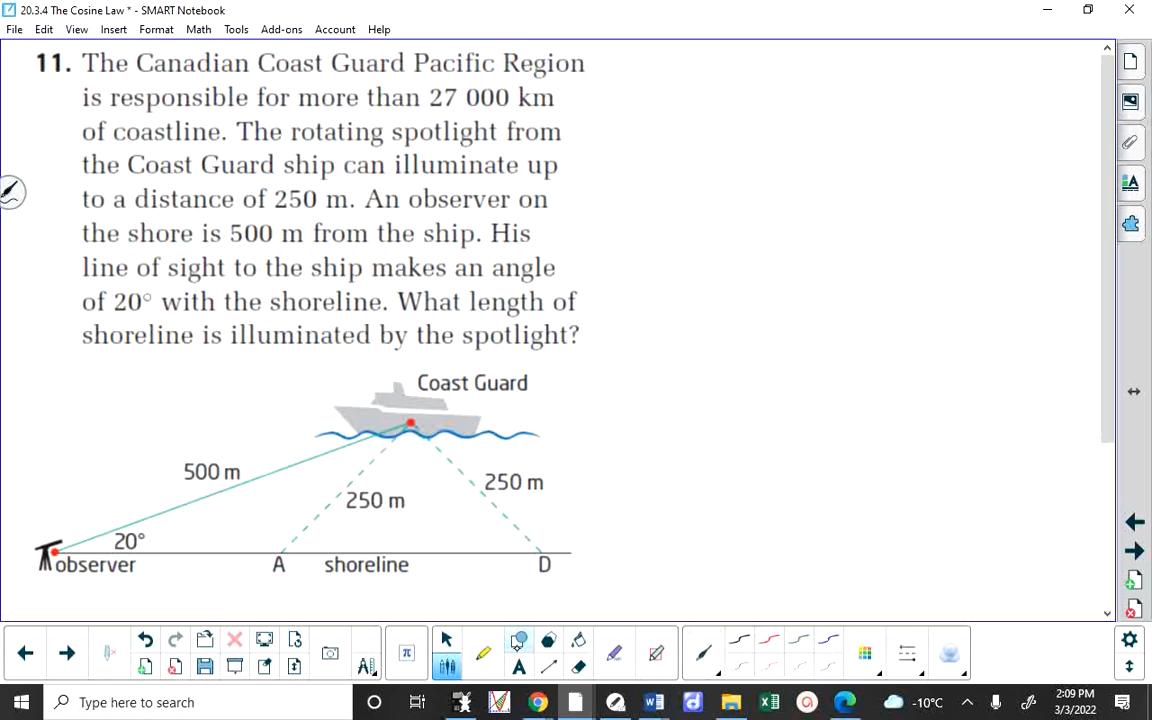 20.3.4 The Cosine Law * - SMART Notebook
File Edit View Insert Format Math Tools Add-ons Account Help
11. The Canadian Coast Guard Pacific Region
is responsible for more than 27 000 km
of coastline. The rotating spotlight from
the Coast Guard ship can illuminate up
to a distance of 250 m. An observer on
the shore is 500 m from the ship. His
line of sight to the ship makes an angle
of 20° with the shoreline. What length of
shoreline is illuminated by the spotlight?
Coast Guard
500 m
250 m
250 m
20°
observer
A
shoreline
D
Type here to search
-10°C
2:09 PM
3/3/2022